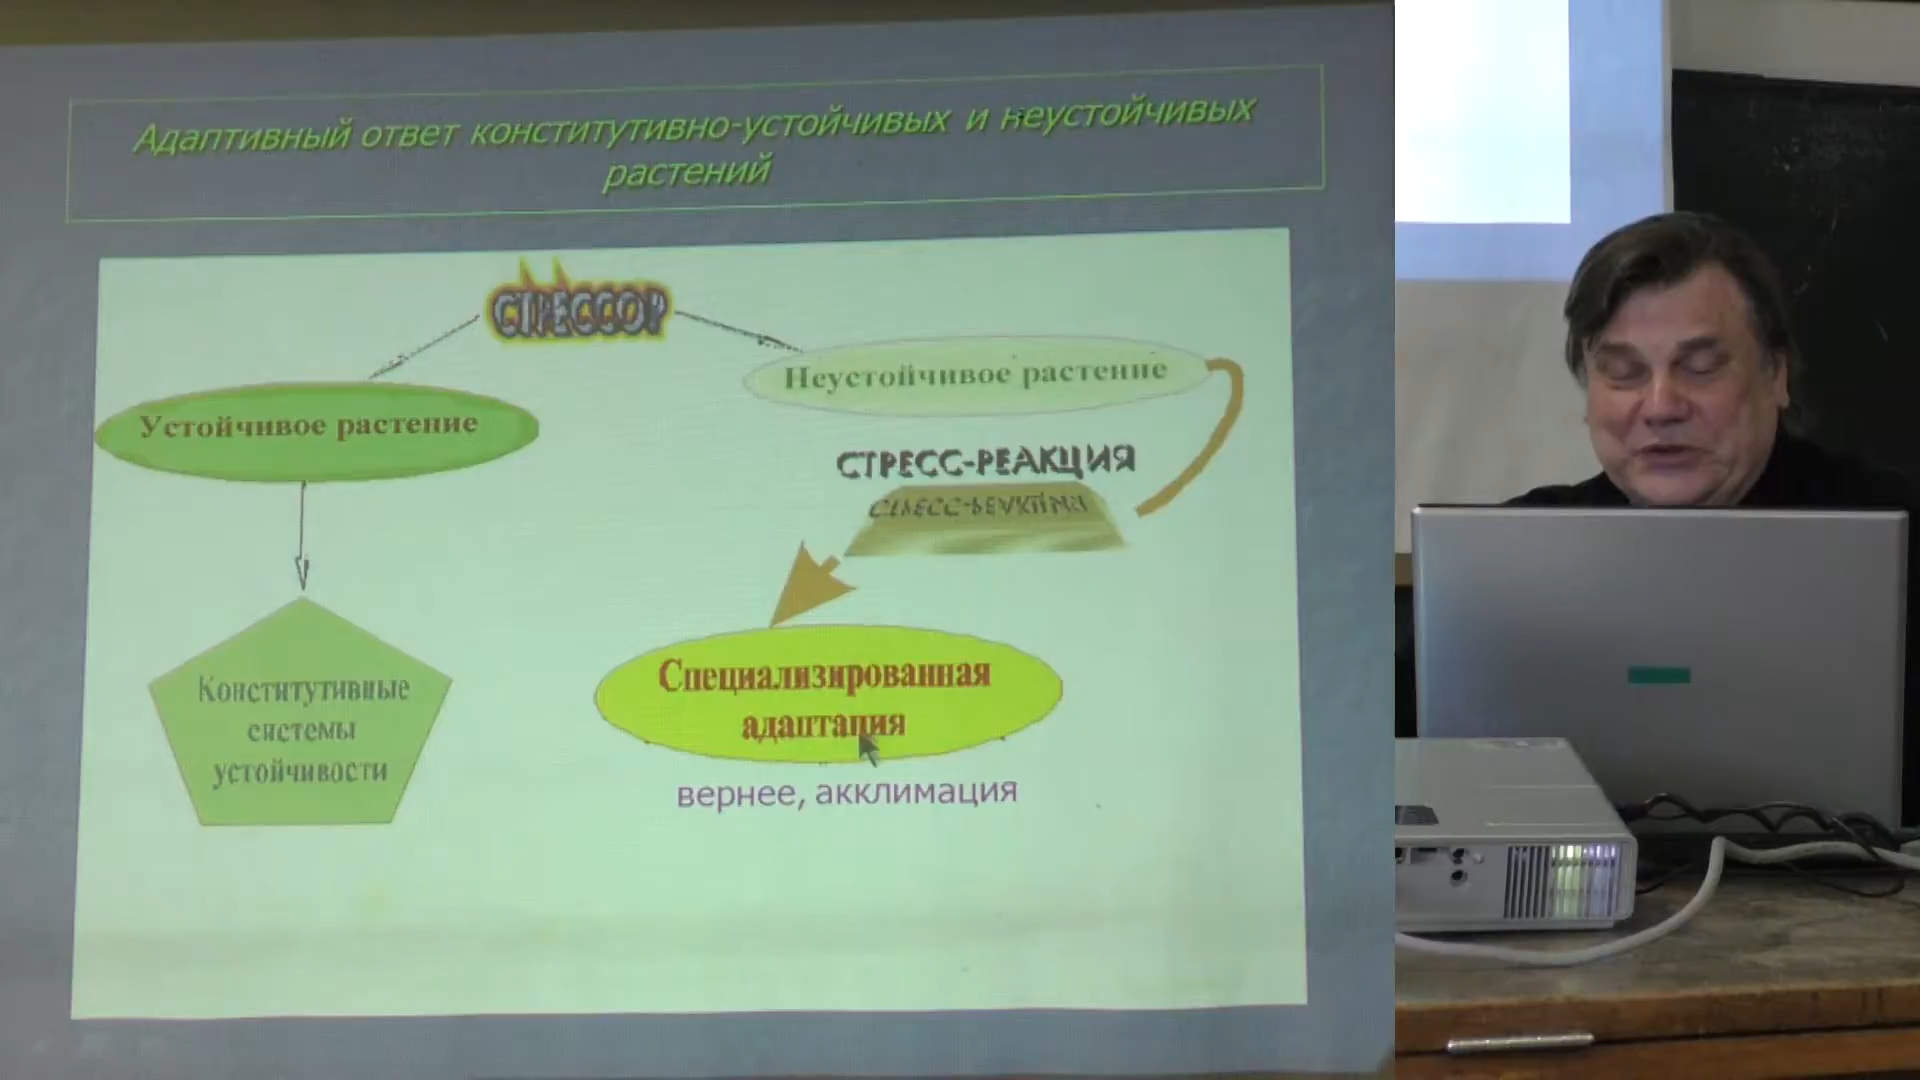 Адаптивный ответ конститутивно-устойчивых и неустойчивых
растений
СТРЕССОР
Неустойчивое растение
Устойчивое растение
СТРЕСС-РЕАКЦИЯ
Специализированная
адаптация
Конститутивные
системы
устойчивости
вернее, акклимация